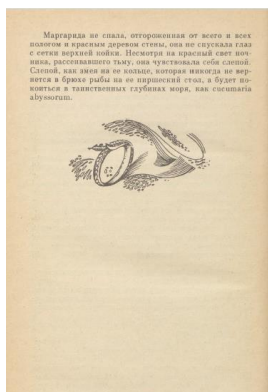 Маргарида не спала, отгороженная от всего и всех
пологом и красным деревом стены, она не спускала глаз
с сетки верхней койки. Несмотря на красный свет ноч-
ника, рассеивавшего тьму, она чувствовала себя слепой.
Слепой, как змея на ее кольце, которая никогда не вер-
нется в брюхе рыбы на ее пиршеский стол, а будет по-
коиться в таинственных глубинах моря, как cucumaria
abyssorum.